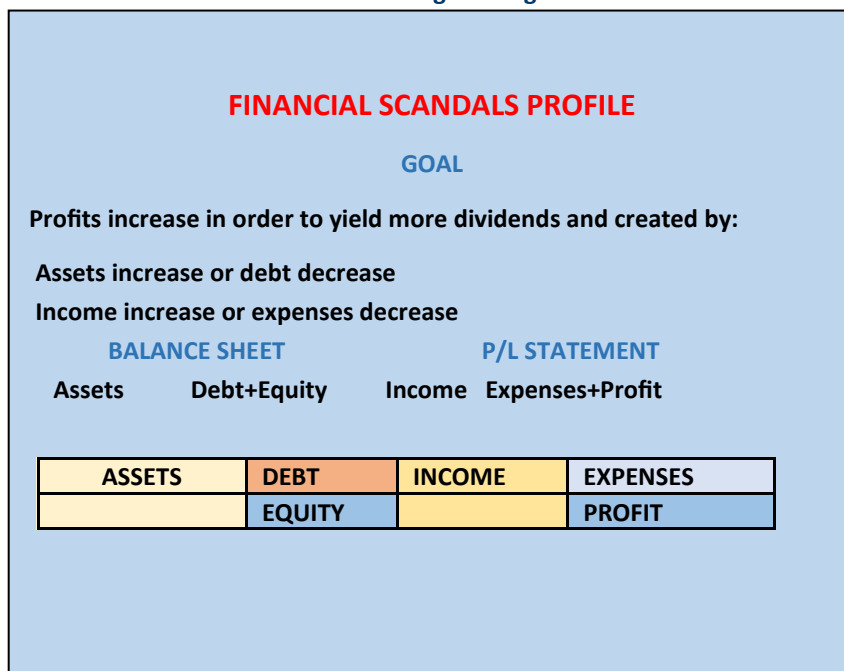 FINANCIAL SCANDALS PROFILE
GOAL
Profits increase in order to yield more dividends and created by:
Assets increase or debt decrease
Income increase or expenses decrease
BALANCE SHEET P/L STATEMENT
Assets Debt+Equity Income Expenses+Profit
ASSETS DEBT INCOME EXPENSES
EQUITY PROFIT